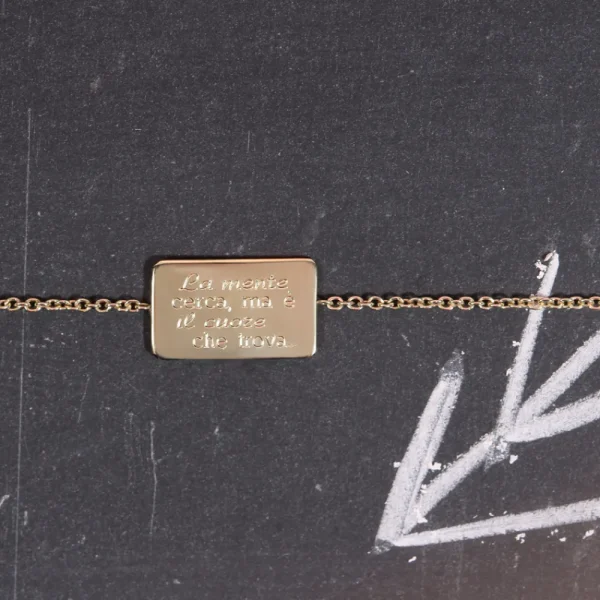 La mente
cerca, ma è
il cuore
che trova